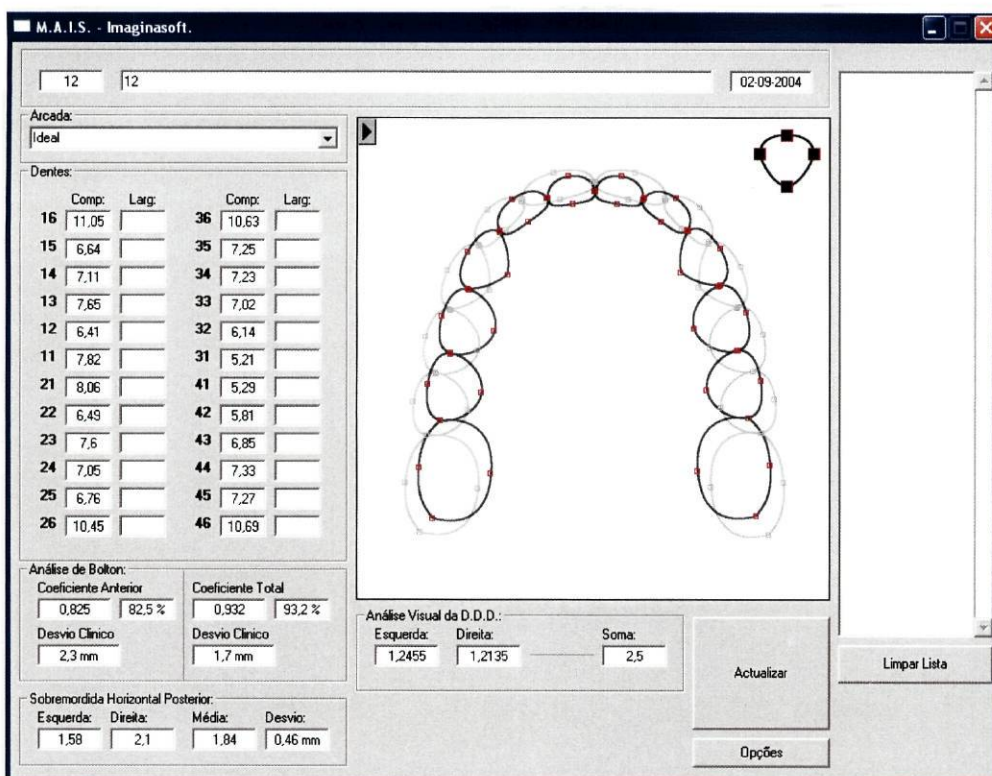 M.A.I.S. - Imaginasoft.
12 12 02-09-2004
Arcada:
Ideal
Dentes:
Comp: Larg: Comp: Larg:
16 11,05 36 10,63
15 6,64 35 7,25
14 7,11 34 7,23
13 7,65 33 7,02
12 6,41 32 6,14
11 7,82 31 5,21
21 8,06 41 5,29
22 6,49 42 5,81
23 7,6 43 6,85
24 7,05 44 7,33
25 6,76 45 7,27
26 10,45 46 10,69
Análise de Bolton:
Coeficiente Anterior Coeficiente Total
0,825 82,5 % 0,932 93,2 %
Desvio Clinico Desvio Clinico
2,3 mm 1,7 mm
Sobremordida Horizontal Posterior:
Esquerda: Direita: Média: Desvio:
1,58 2,1 1,84 0,46 mm
Análise Visual da D.D.D.:
Esquerda: Direita: Soma:
1,2455 1,2135 2,5
Actualizar
Opções
Limpar Lista